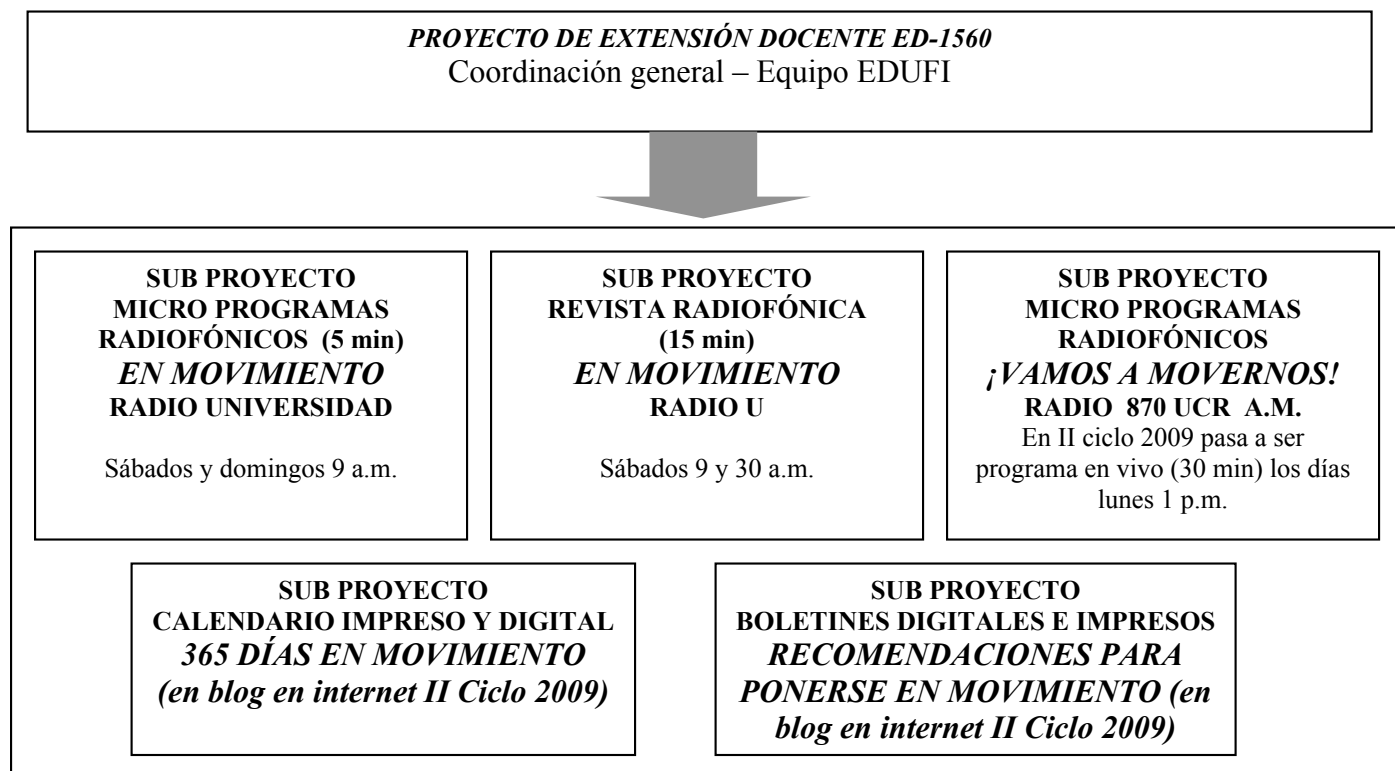 PROYECTO DE EXTENSIÓN DOCENTE ED-1560
Coordinación general – Equipo EDUFI
SUB PROYECTO
MICRO PROGRAMAS
RADIOFÓNICOS (5 min)
EN MOVIMIENTO
RADIO UNIVERSIDAD
Sábados y domingos 9 a.m.
SUB PROYECTO
REVISTA RADIOFÓNICA
(15 min)
EN MOVIMIENTO
RADIO U
Sábados 9 y 30 a.m.
SUB PROYECTO
MICRO PROGRAMAS
RADIOFÓNICOS
¡VAMOS A MOVERNOS!
RADIO 870 UCR A.M.
En II ciclo 2009 pasa a ser
programa en vivo (30 min) los días
lunes 1 p.m.
SUB PROYECTO
CALENDARIO IMPRESO Y DIGITAL
365 DÍAS EN MOVIMIENTO
(en blog en internet II Ciclo 2009)
SUB PROYECTO
BOLETINES DIGITALES E IMPRESOS
RECOMENDACIONES PARA
PONERSE EN MOVIMIENTO (en
blog en internet II Ciclo 2009)